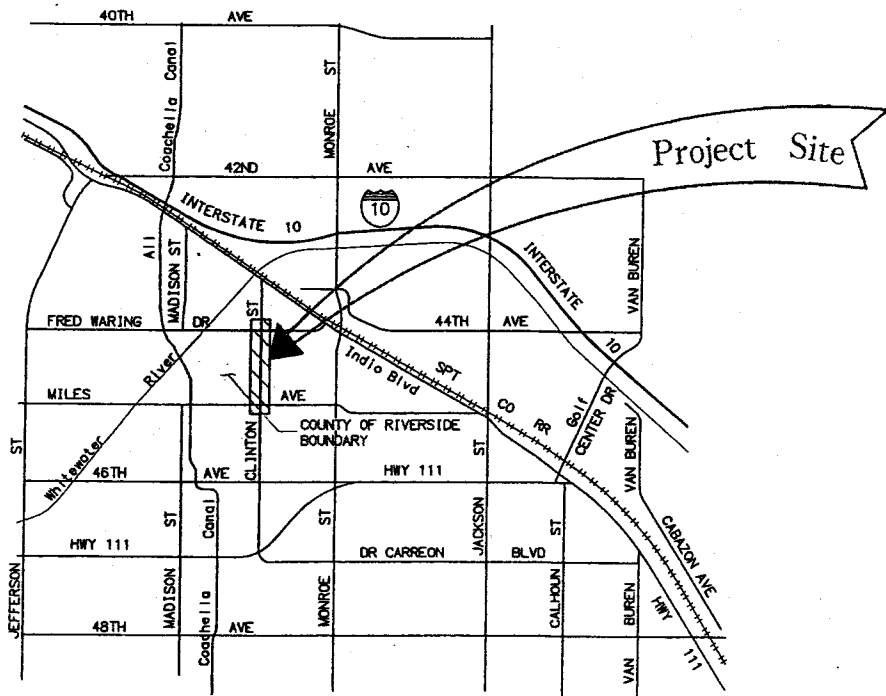 40TH AVE
Coachella Canal
MONROE ST
Project Site
42ND AVE
INTERSTATE 10
10
All
MADISON ST
INTERSTATE 10
VAN BUREN
FRED WARING DR
ST
44TH AVE
River
Indio Blvd
SPT CO RR
MILES AVE
Golf CENTER DR
COUNTY OF RIVERSIDE
BOUNDARY
ST
Whitewater
CLINTON
46TH AVE
HWY 111
ST
VAN BUREN
Canal
ST
ST
JACKSON
ST
CABAZON AVE
HWY 111
DR CARREON BLVD
JEFFERSON
MADISON
Coachella
MONROE
CALHOUN
VAN BUREN
HWY 111
48TH AVE
VAN BUREN